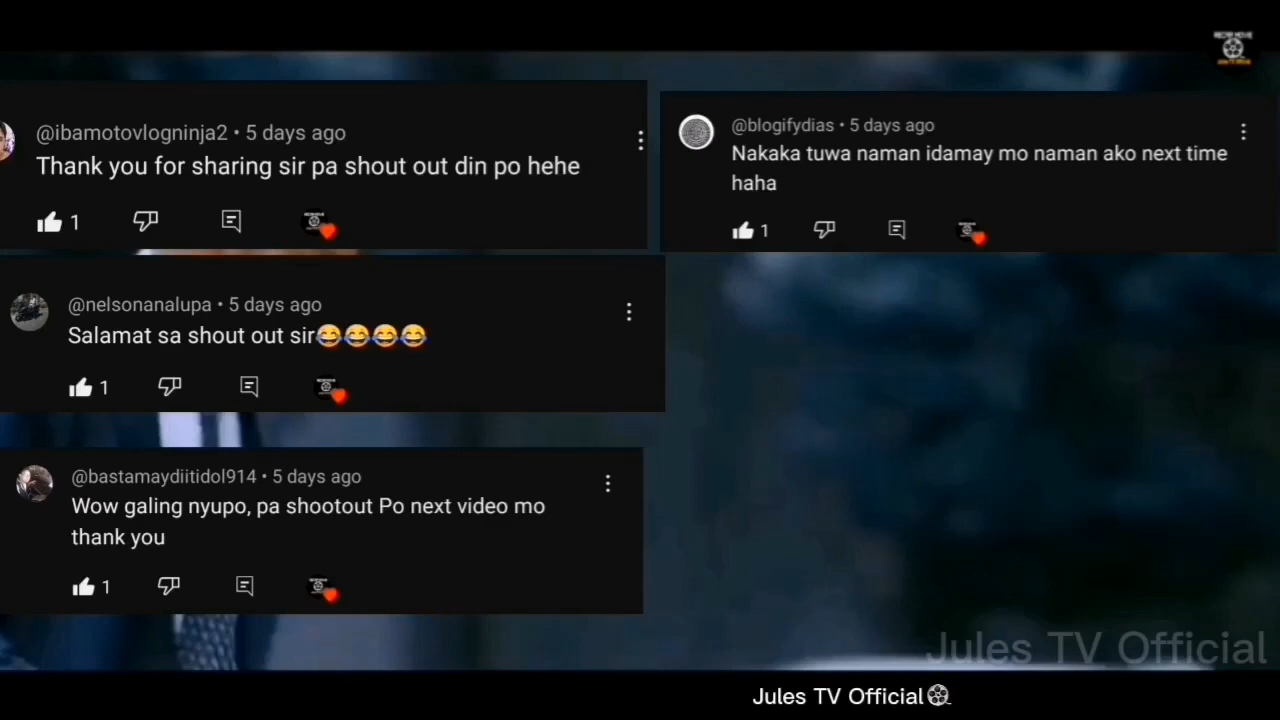 @ibamotovlogninja2 • 5 days ago
Thank you for sharing sir pa shout out din po hehe
1
@blogifydias • 5 days ago
Nakaka tuwa naman idamay mo naman ako next time
haha
1
@nelsonanalupa • 5 days ago
Salamat sa shout out sir😂😂😂😂
1
@bastamaydiitidol914 • 5 days ago
Wow galing nyupo, pa shootout Po next video mo
thank you
1
Jules TV Official
Jules TV Official